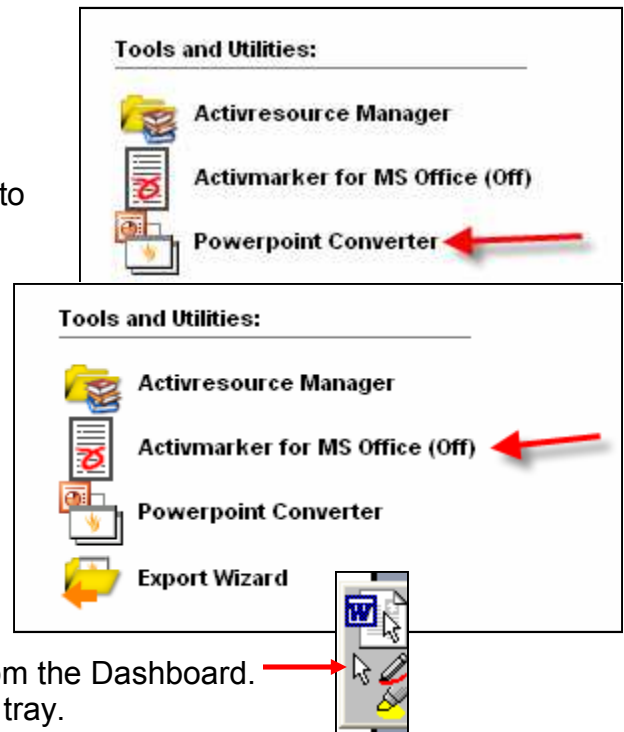 Tools and Utilities:
Activresource Manager
to
Activmarker for MS Office (Off)
Powerpoint Converter
Tools and Utilities:
Activresource Manager
Activmarker for MS Office (Off)
Powerpoint Converter
Export Wizard
W
the Dashboard.
tray.